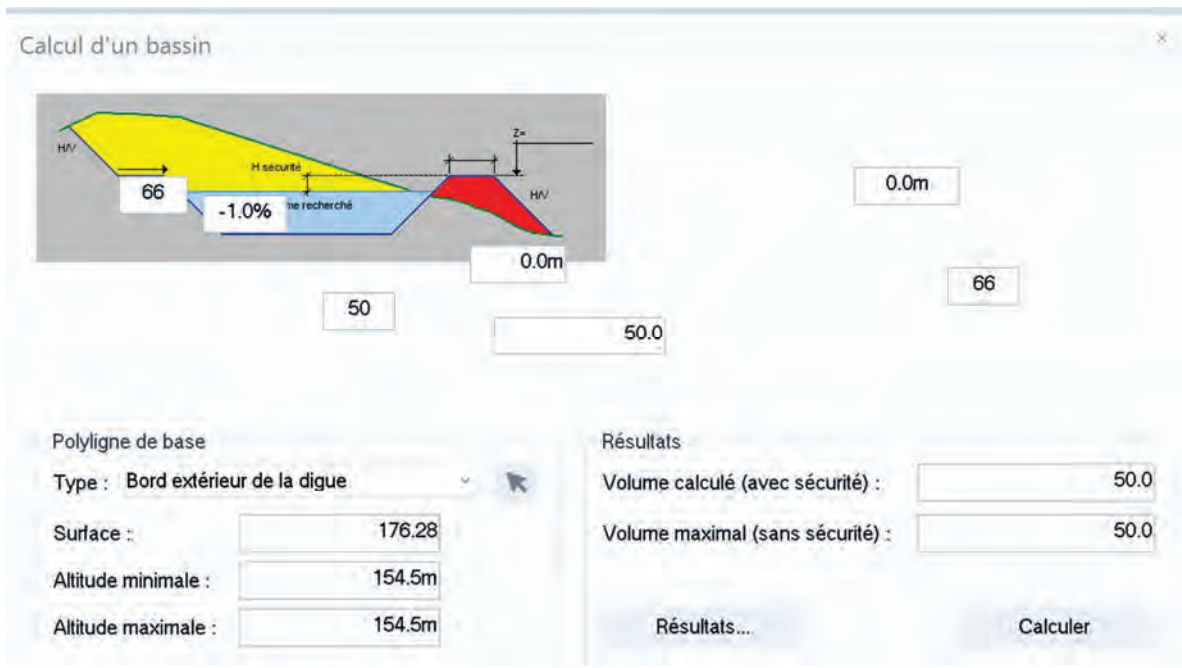 Calcul d'un bassin
×
Z=
H/V
H sécurité
0.0m
66
H/V
-1.0%
me recherché
0.0m
66
50
50.0
Polyligne de base
Résultats
Type : Bord extérieur de la digue
Volume calculé (avec sécurité) : 50.0
Surface : 176.28
Volume maximal (sans sécurité) : 50.0
Altitude minimale : 154.5m
Altitude maximale : 154.5m
Résultats...
Calculer